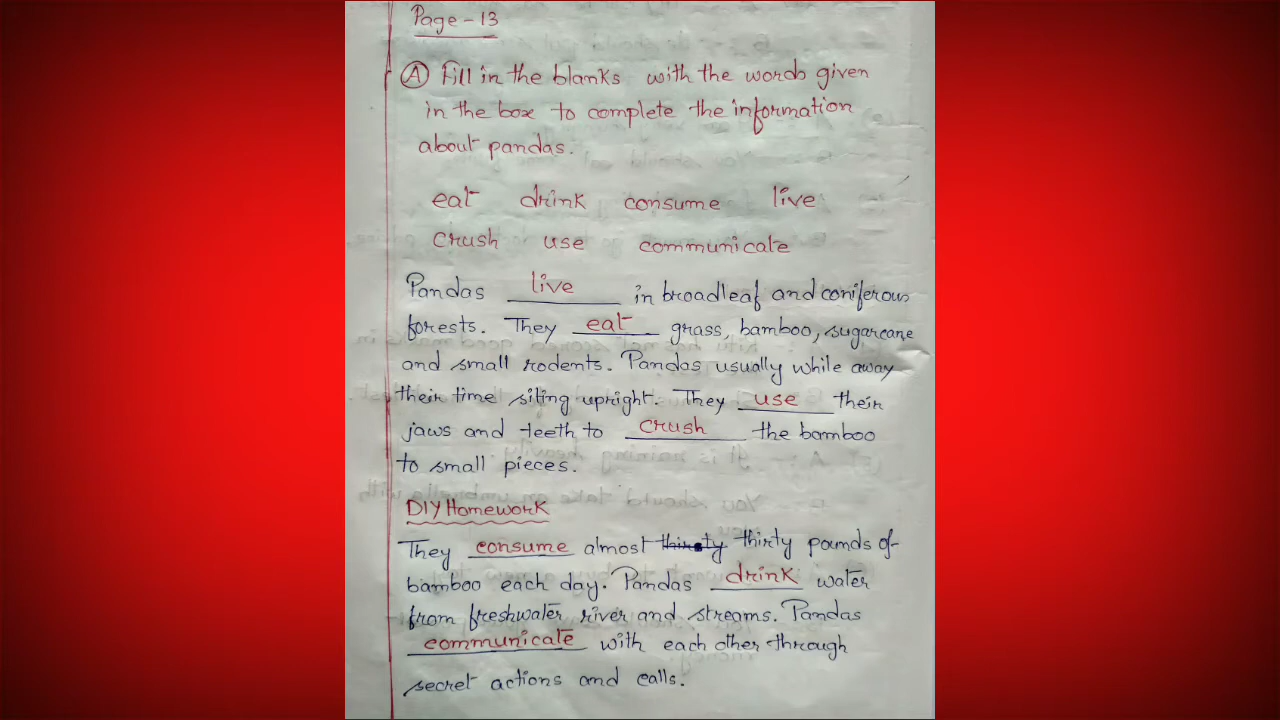 Page - 13
Ⓐ Fill in the blanks with the words given
in the box to complete the information
about pandas.
eat drink consume live
crush use communicate
Pandas live in broadleaf and coniferous
forests. They eat grass, bamboo, sugarcane
and small rodents. Pandas usually while away
their time siting upright. They use their
jaws and teeth to crush the bamboo
to small pieces.
DIY Homework
They consume almost thirsty thirty pounds of
bamboo each day. Pandas drink water
from freshwater river and streams. Pandas
communicate with each other through
secret actions and calls.